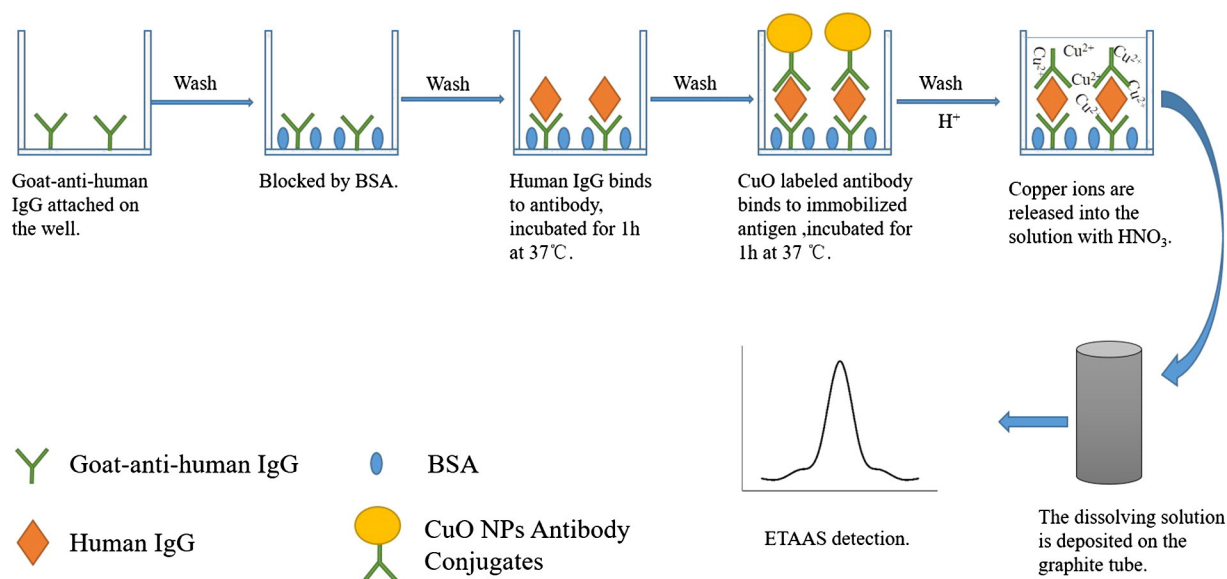 Wash
Wash
Wash
Wash
H⁺
Cu²⁺
Cu²⁺
Cu²⁺
Cu²⁺
Cu²⁺
Cu²⁺
Goat-anti-human
IgG attached on
the well.
Blocked by BSA.
Human IgG binds
to antibody,
incubated for 1h
at 37℃.
CuO labeled antibody
binds to immobilized
antigen ,incubated for
1h at 37 ℃.
Copper ions are
released into the
solution with HNO₃.
Goat-anti-human IgG
BSA
Human IgG
CuO NPs Antibody
Conjugates
ETAAS detection.
The dissolving solution
is deposited on the
graphite tube.